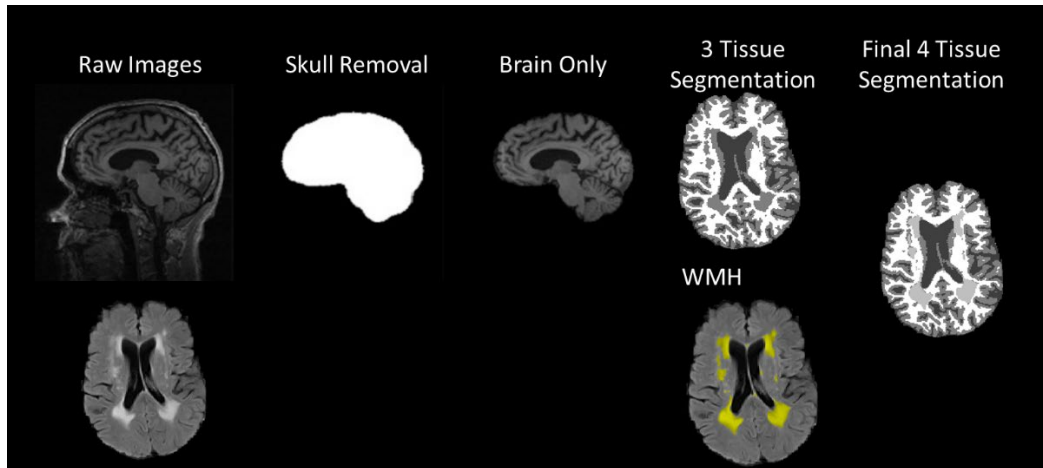 Raw Images
Skull Removal
Brain Only
3 Tissue
Segmentation
Final 4 Tissue
Segmentation
WMH